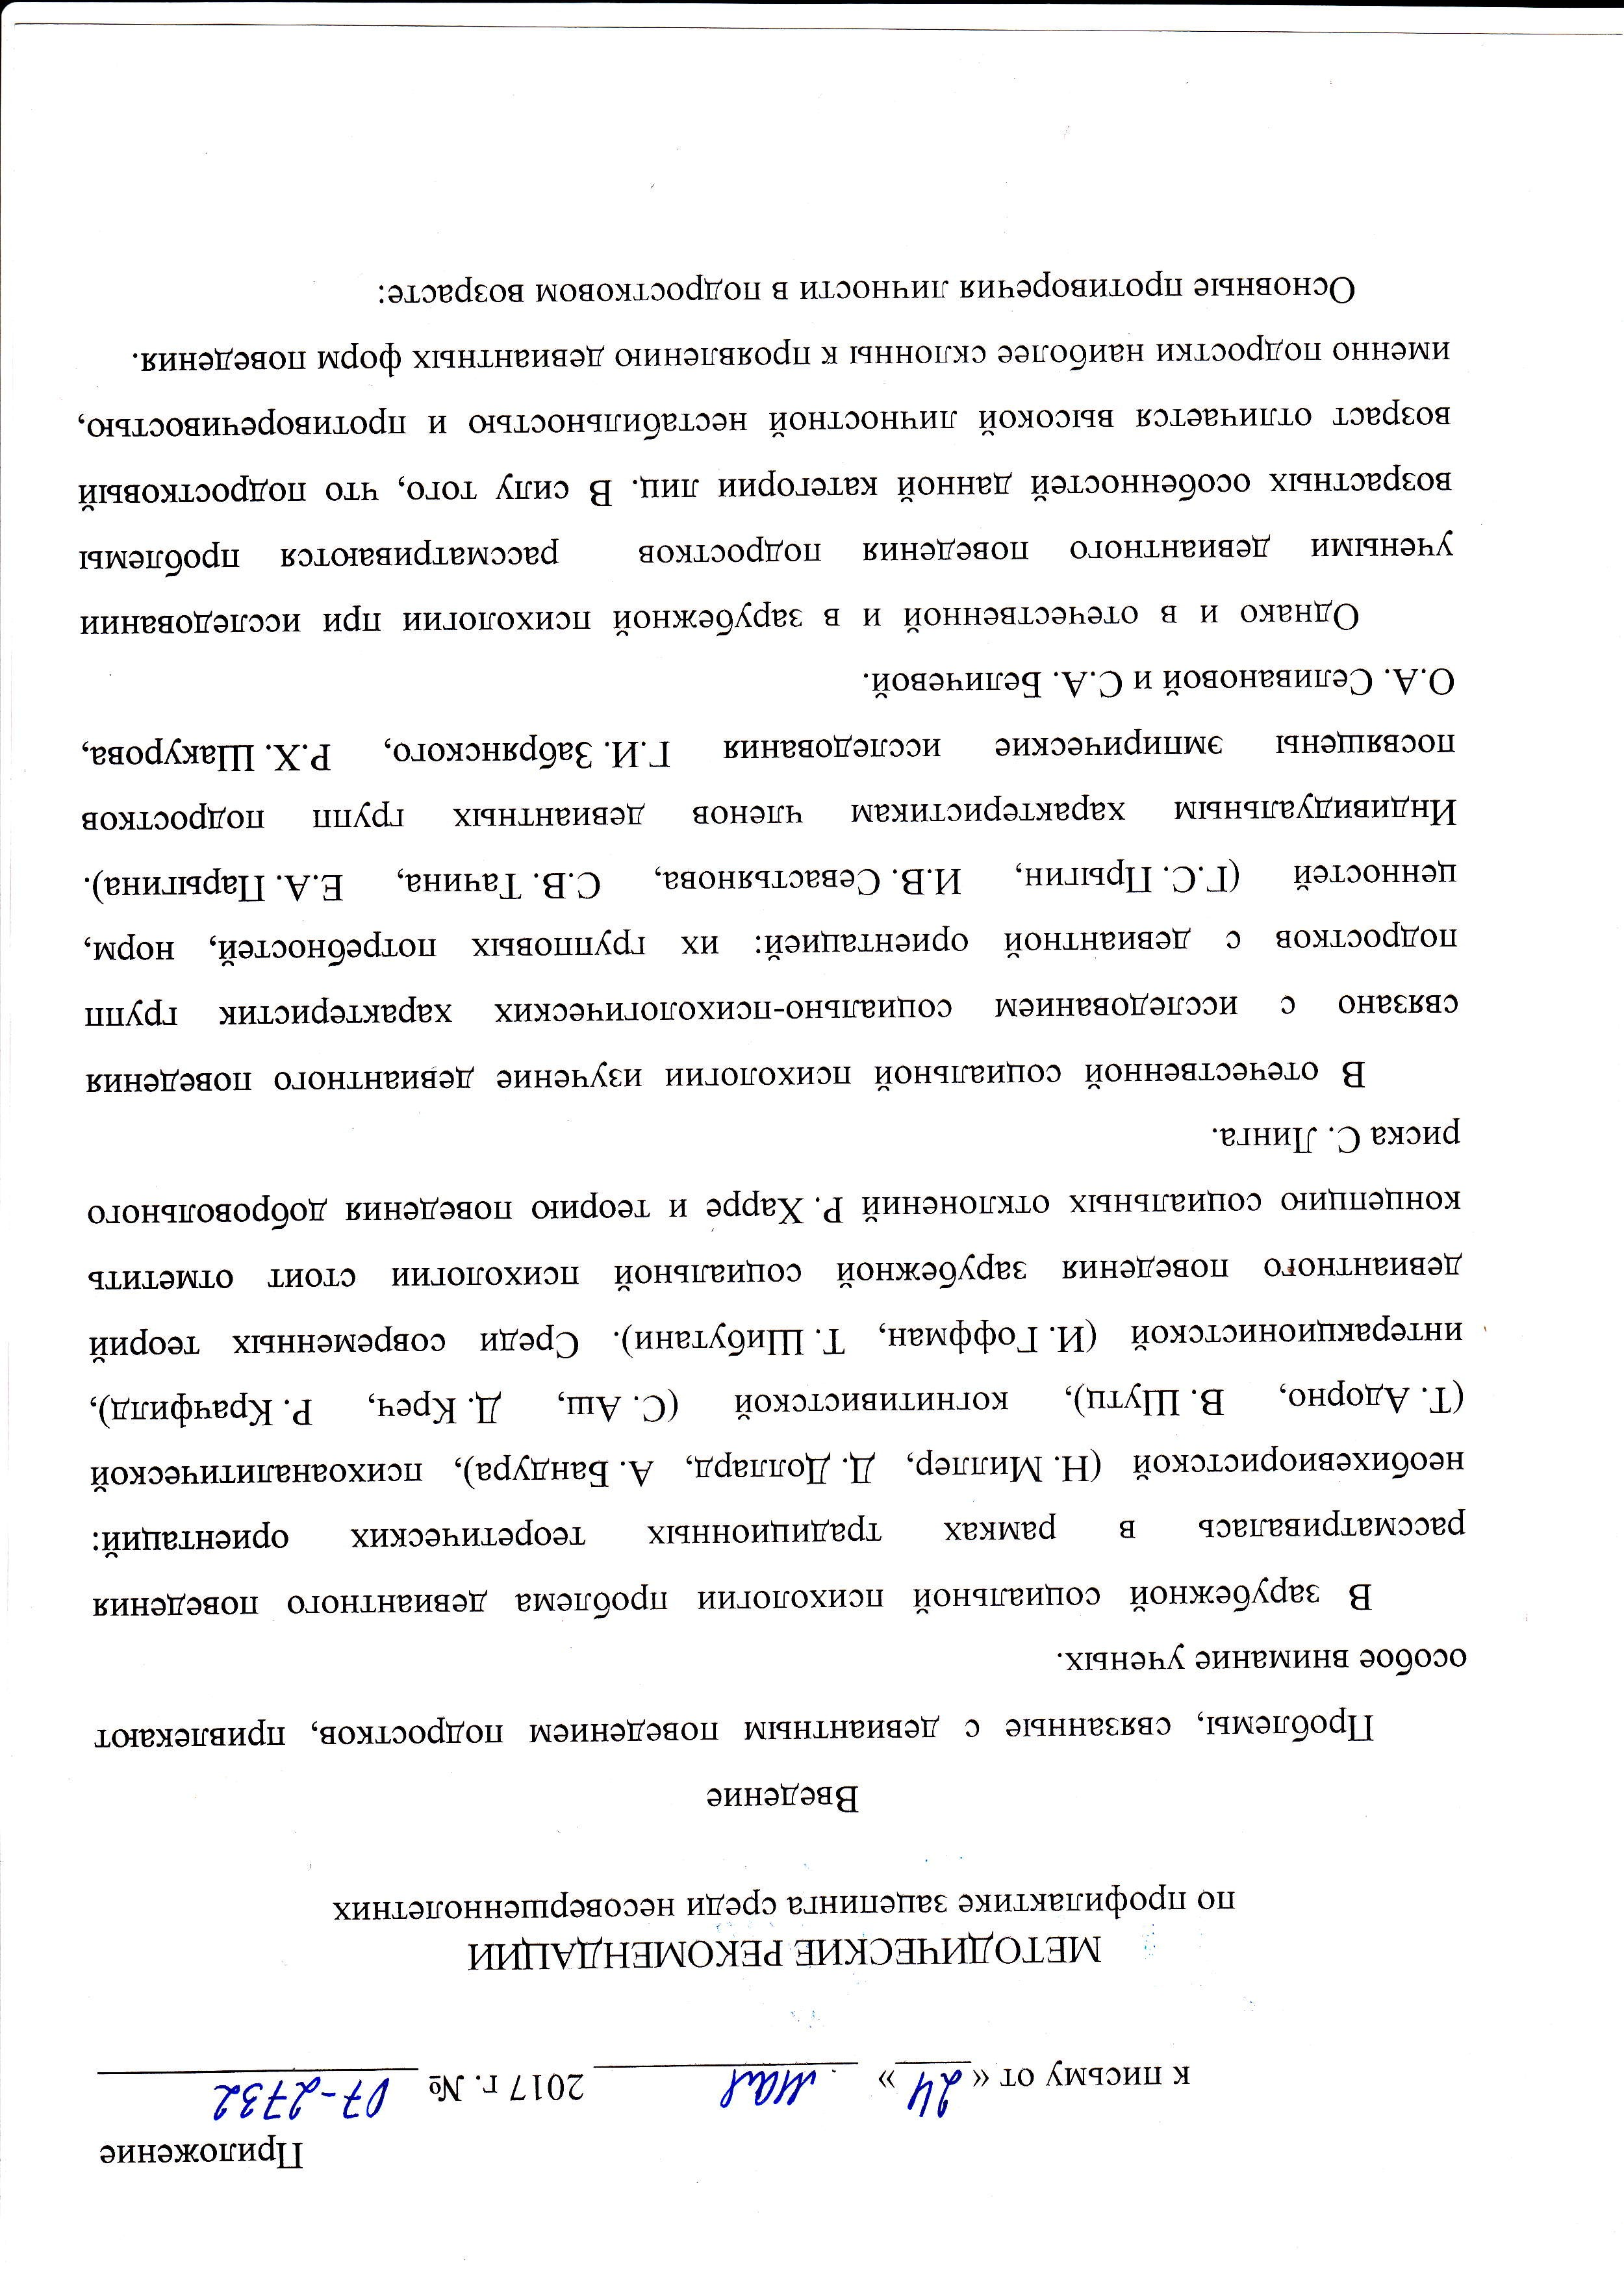 Приложение
к письму от «24» мая 2017 г. № 07-2732
МЕТОДИЧЕСКИЕ РЕКОМЕНДАЦИИ
по профилактике зацепинга среди несовершеннолетних
Введение
Проблемы, связанные с девиантным поведением подростков, привлекают
особое внимание ученых.
В зарубежной социальной психологии проблема девиантного поведения
рассматривалась в рамках традиционных теоретических ориентаций:
необихевиористской (Н. Миллер, Д. Доллард, А. Бандура), психоаналитической
(Т. Адорно, В. Шутц), когнитивистской (С. Аш, Д. Креч, Р. Крачфилд),
интеракционистской (И. Гоффман, Т. Шибутани). Среди современных теорий
девиантного поведения зарубежной социальной психологии стоит отметить
концепцию социальных отклонений Р. Харре и теорию поведения добровольного
риска С. Линга.
В отечественной социальной психологии изучение девиантного поведения
связано с исследованием социально-психологических характеристик групп
подростков с девиантной ориентацией: их групповых потребностей, норм,
ценностей (Г.С. Прыгин, И.В. Севастьянова, С.В. Тачина, Е.А. Парыгина).
Индивидуальным характеристикам членов девиантных групп подростков
посвящены эмпирические исследования Г.И. Забрянского, Р.Х. Шакурова,
О.А. Селивановой и С.А. Беличевой.
Однако и в отечественной и в зарубежной психологии при исследовании
учеными девиантного поведения подростков рассматриваются проблемы
возрастных особенностей данной категории лиц. В силу того, что подростковый
возраст отличается высокой личностной нестабильностью и противоречивостью,
именно подростки наиболее склонны к проявлению девиантных форм поведения.
Основные противоречия личности в подростковом возрасте: